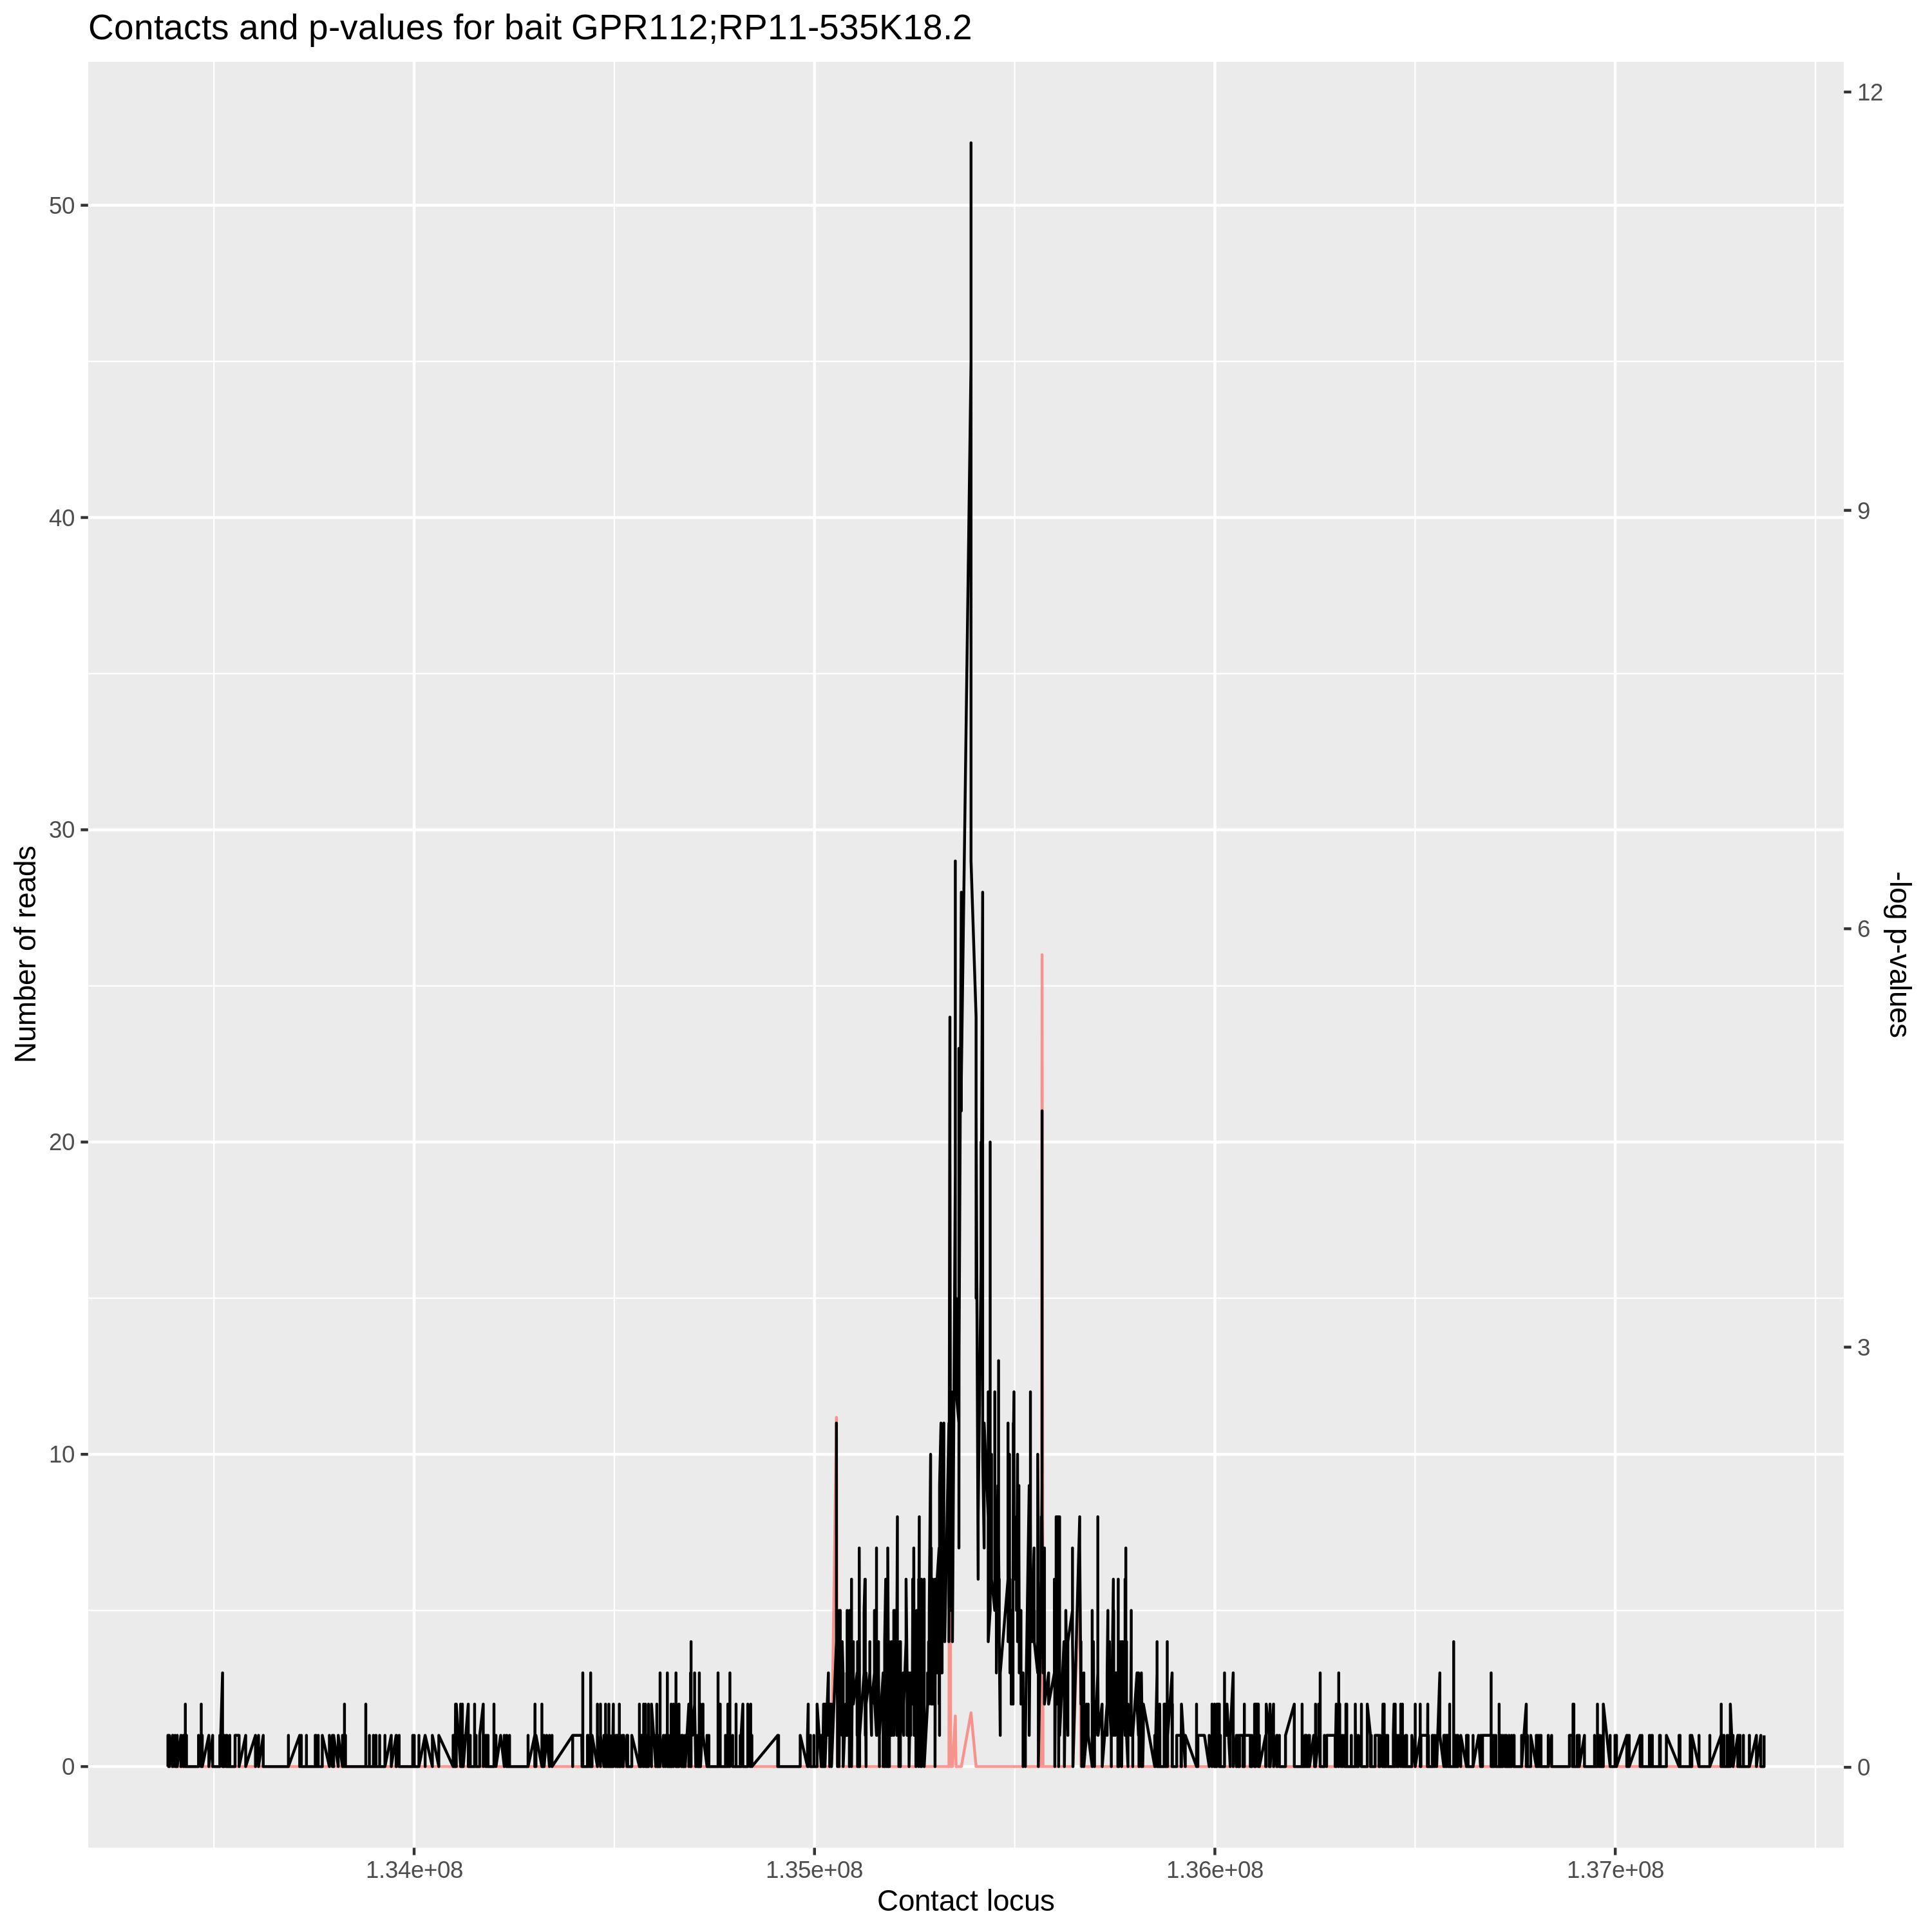 Contacts and p-values for bait GPR112;RP11-535K18.2
Number of reads
50
40
30
20
10
0
12
9
6
3
0
-log p-values
1.34e+08
1.35e+08
1.36e+08
1.37e+08
Contact locus